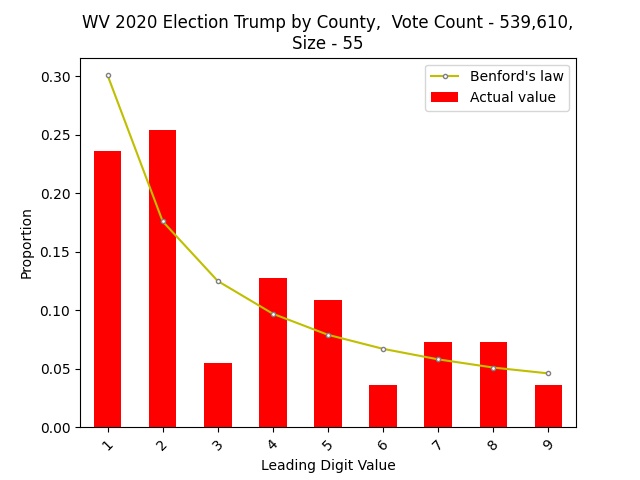 WV 2020 Election Trump by County,  Vote Count - 539,610,
Size - 55
Benford's law
Actual value
0.30
0.25
0.20
0.15
0.10
0.05
0.00
Proportion
1 2 3 4 5 6 7 8 9
Leading Digit Value